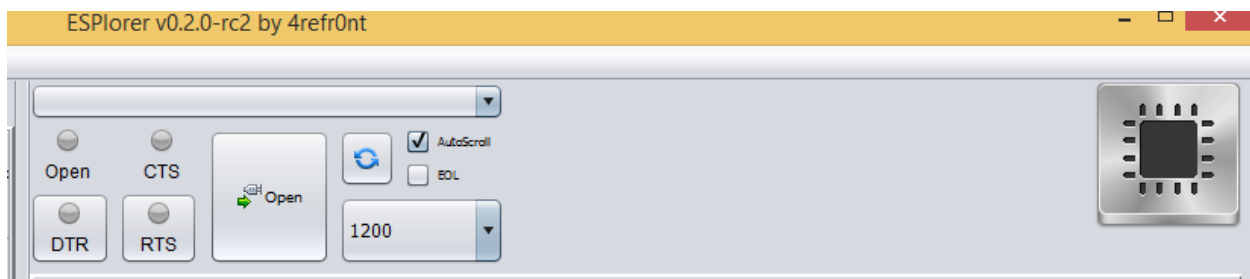 ESPlorer v0.2.0-rc2 by 4refr0nt
AutoScroll
Open CTS
EOL
Open
1200
DTR RTS